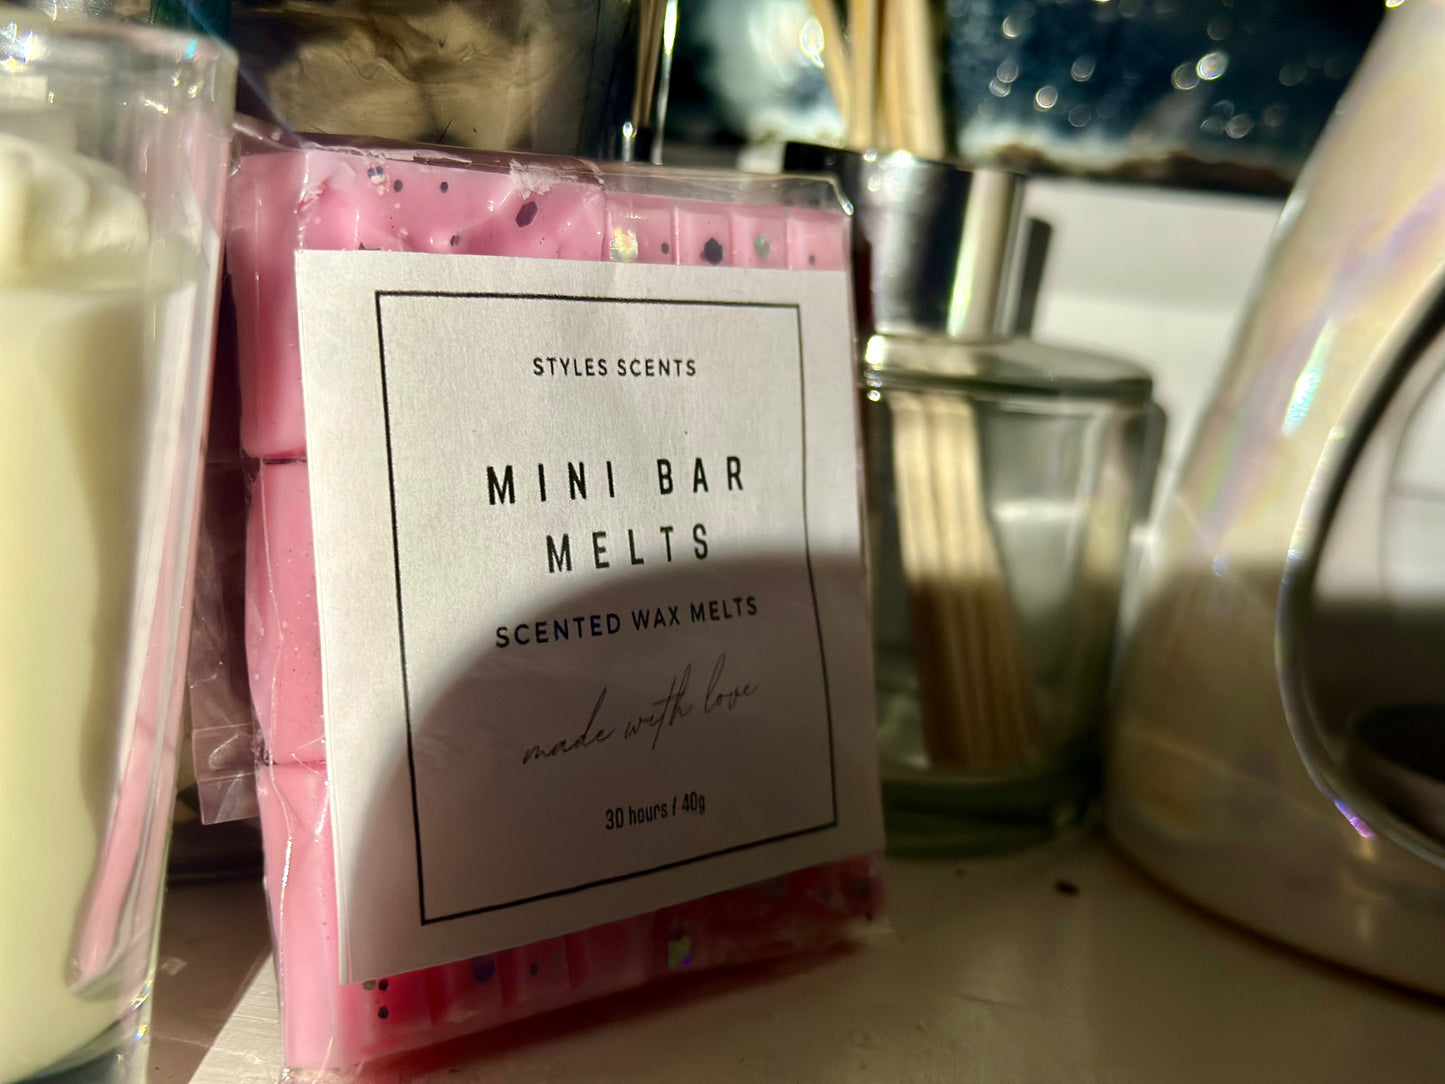 STYLES SCENTS
MINI BAR
MELTS
SCENTED WAX MELTS
made with love
30 hours / 40g